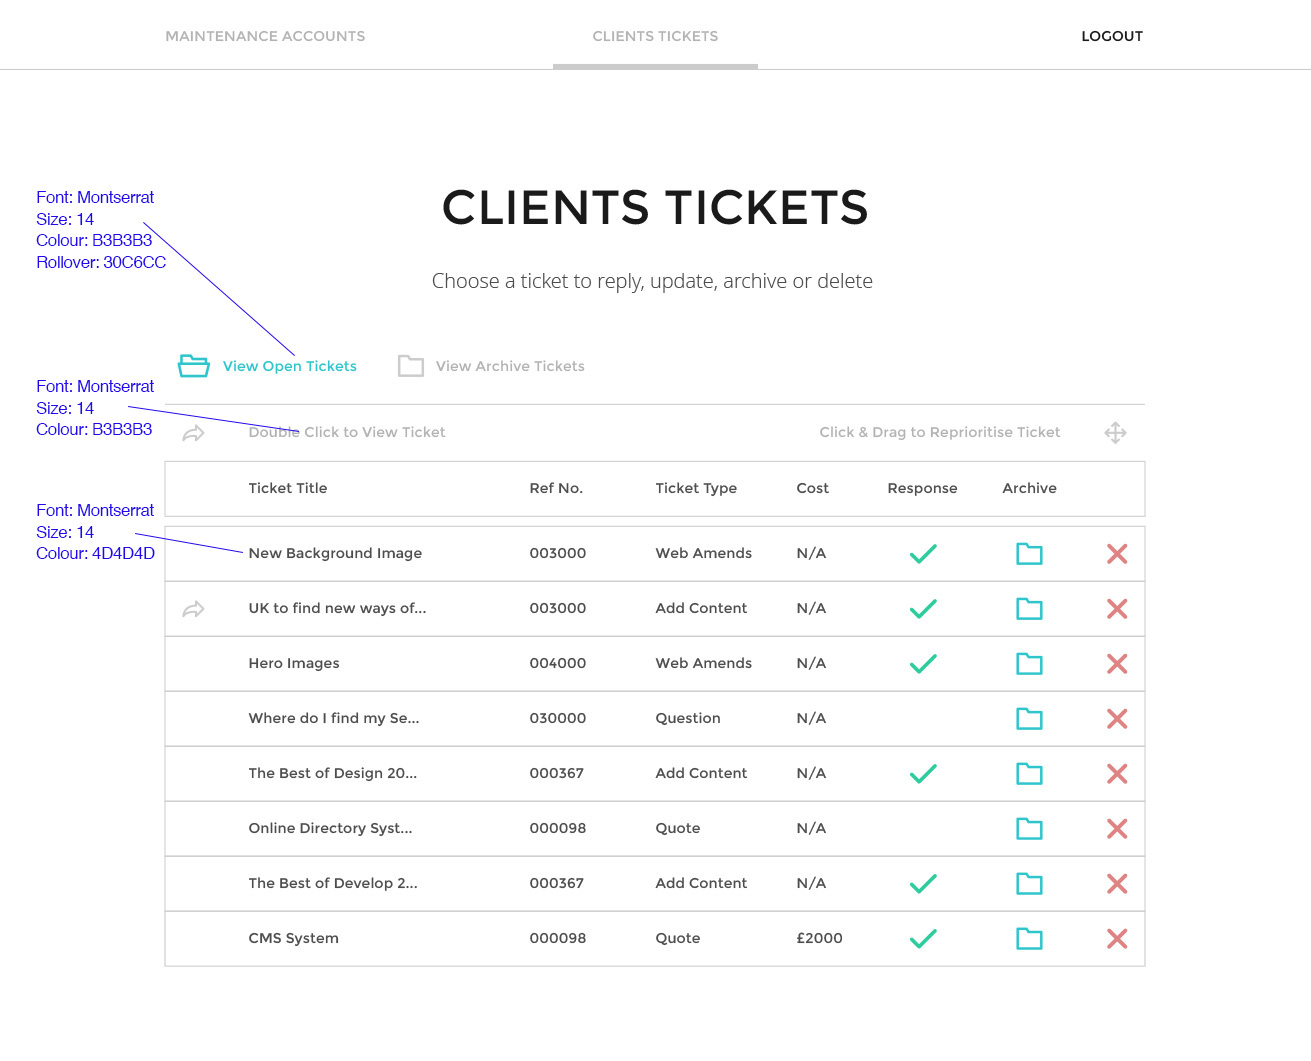 MAINTENANCE ACCOUNTS CLIENTS TICKETS LOGOUT
CLIENTS TICKETS
Choose a ticket to reply, update, archive or delete
Font: Montserrat
Size: 14
Colour: B3B3B3
Rollover: 30C6CC
View Open Tickets View Archive Tickets
Font: Montserrat
Size: 14
Colour: B3B3B3
Double Click to View Ticket Click & Drag to Reprioritise Ticket
Ticket Title Ref No. Ticket Type Cost Response Archive
Font: Montserrat
Size: 14
Colour: 4D4D4D
New Background Image 003000 Web Amends N/A
UK to find new ways of... 003000 Add Content N/A
Hero Images 004000 Web Amends N/A
Where do I find my Se... 030000 Question N/A
The Best of Design 20... 000367 Add Content N/A
Online Directory Syst... 000098 Quote N/A
The Best of Develop 2... 000367 Add Content N/A
CMS System 000098 Quote £2000